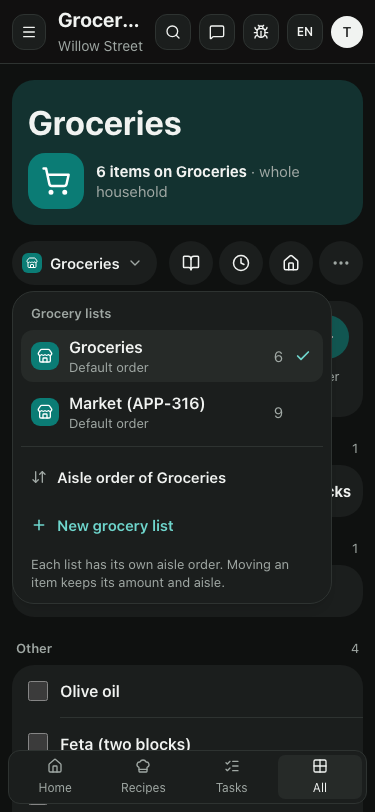 Grocer...
Willow Street
EN
T
Groceries
6 items on Groceries · whole
household
Groceries
Grocery lists
Groceries
Default order
6
Market (APP-316)
Default order
9
Aisle order of Groceries
New grocery list
Each list has its own aisle order. Moving an
item keeps its amount and aisle.
er
1
cks
1
Other
4
Olive oil
Feta (two blocks)
Home
Recipes
Tasks
All